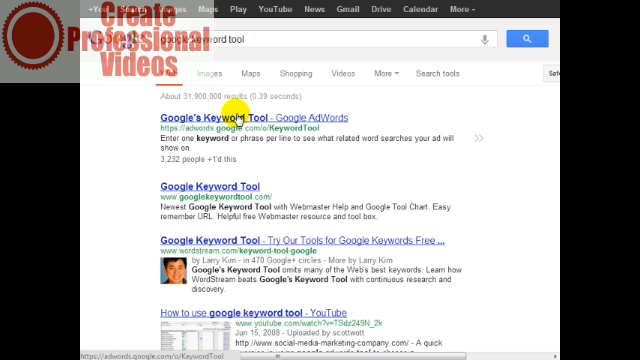 +You Search Images Maps Play YouTube News Gmail Drive Calendar More
Create
Professional
Videos
google keyword tool
Images Maps Shopping Videos More Search tools Safe
About 31,900,000 results (0.39 seconds)
Google's Keyword Tool - Google AdWords
https://adwords.google.com/o/KeywordTool
Enter one keyword or phrase per line to see what related word searches your ad will
show on.
3,232 people +1'd this
Google Keyword Tool
www.googlekeywordtool.com/
Newest Google Keyword Tool with Webmaster Help and Google Tool Chart. Easy
remember URL. Helpful free Webmaster resource and tool box.
Google Keyword Tool - Try Our Tools for Google Keywords Free ...
www.wordstream.com/keyword-tool-google
by Larry Kim - in 470 Google+ circles - More by Larry Kim
Google's Keyword Tool omits many of the Web's best keywords. Learn how
WordStream beats Google's Keyword Tool with continuous research and
discovery.
How to use google keyword tool - YouTube
www.youtube.com/watch?v=TSdz249N_Zk
Jun 15, 2008 - Uploaded by scottwott
http://www.social-media-marketing-company.com/ - A quick
https://adwords.google.com/o/KeywordTool